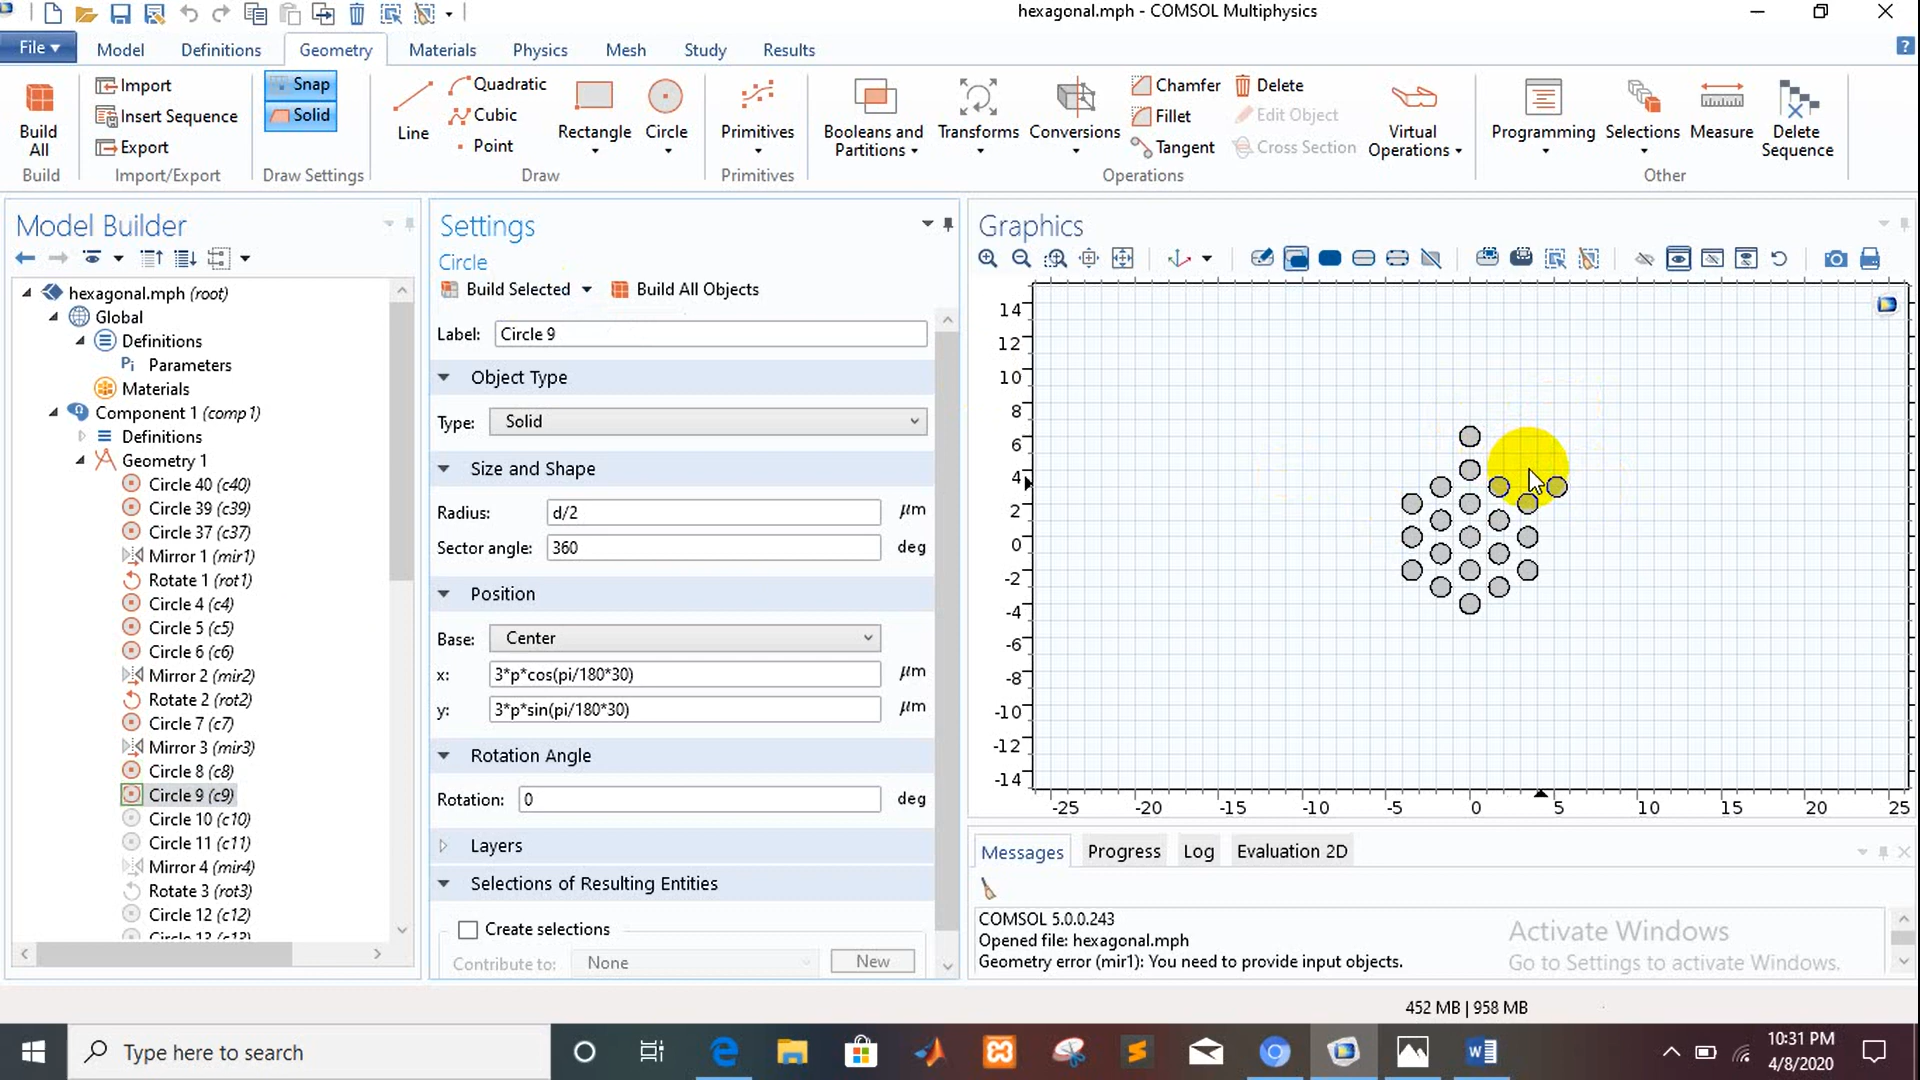 hexagonal.mph - COMSOL Multiphysics
File Model Definitions Geometry Materials Physics Mesh Study Results
Build All
Build
Import
Insert Sequence
Export
Import/Export
Snap
Solid
Draw Settings
Line
Quadratic
Cubic
Point
Rectangle
Circle
Draw
Primitives
Primitives
Booleans and Partitions
Transforms
Conversions
Chamfer
Fillet
Tangent
Delete
Edit Object
Cross Section
Virtual Operations
Operations
Programming
Selections
Measure
Delete Sequence
Other
Model Builder
hexagonal.mph (root)
Global
Definitions
Pi Parameters
Materials
Component 1 (comp1)
Definitions
Geometry 1
Circle 40 (c40)
Circle 39 (c39)
Circle 37 (c37)
Mirror 1 (mir1)
Rotate 1 (rot1)
Circle 4 (c4)
Circle 5 (c5)
Circle 6 (c6)
Mirror 2 (mir2)
Rotate 2 (rot2)
Circle 7 (c7)
Mirror 3 (mir3)
Circle 8 (c8)
Circle 9 (c9)
Circle 10 (c10)
Circle 11 (c11)
Mirror 4 (mir4)
Rotate 3 (rot3)
Circle 12 (c12)
Circle 13 (c13)
Settings
Circle
Build Selected
Build All Objects
Label: Circle 9
Object Type
Type: Solid
Size and Shape
Radius: d/2 μm
Sector angle: 360 deg
Position
Base: Center
x: 3*p*cos(pi/180*30) μm
y: 3*p*sin(pi/180*30) μm
Rotation Angle
Rotation: 0 deg
Layers
Selections of Resulting Entities
Create selections
Contribute to: None New
Graphics
14
12
10
8
6
4
2
0
-2
-4
-6
-8
-10
-12
-14
-25 -20 -15 -10 -5 0 5 10 15 20 25
Messages Progress Log Evaluation 2D
COMSOL 5.0.0.243
Opened file: hexagonal.mph
Geometry error (mir1): You need to provide input objects.
Activate Windows
Go to Settings to activate Windows.
452 MB | 958 MB
Type here to search
10:31 PM
4/8/2020